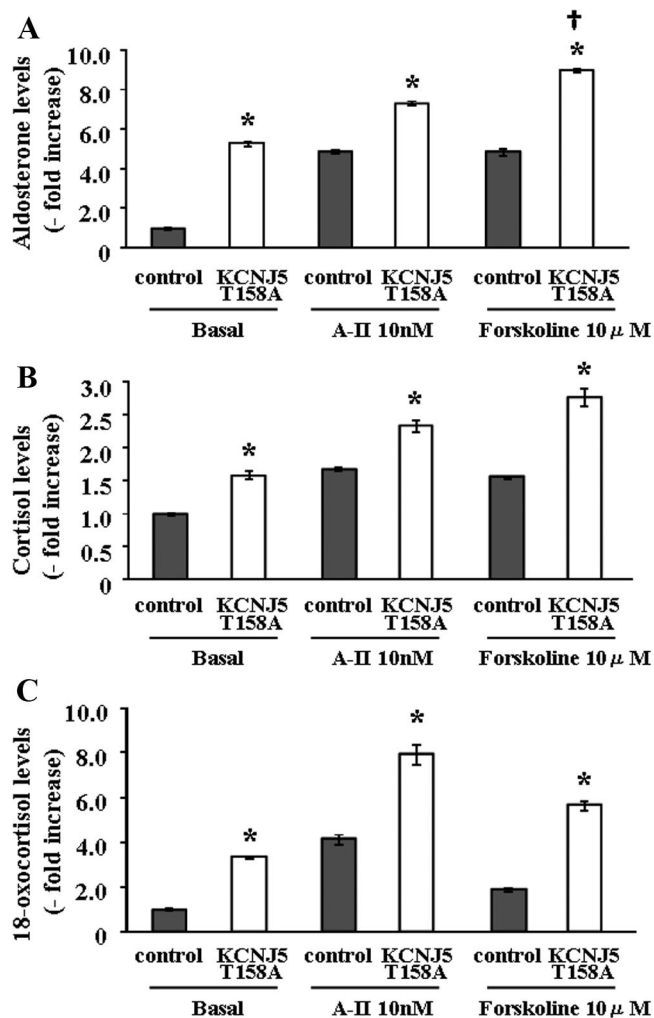 A
Aldosterone levels
(- fold increase)
10.0
8.0
6.0
4.0
2.0
0
*
*
†
*
control KCNJ5 control KCNJ5 control KCNJ5
T158A T158A T158A
Basal A-II 10nM Forskoline 10 μ M
B
Cortisol levels
(- fold increase)
3.0
2.5
1.5
1.0
0.5
0
*
*
*
control KCNJ5 control KCNJ5 control KCNJ5
T158A T158A T158A
Basal A-II 10nM Forskoline 10 μ M
C
18-oxocortisol levels
(- fold increase)
10.0
8.0
6.0
4.0
2.0
0
*
*
*
control KCNJ5 control KCNJ5 control KCNJ5
T158A T158A T158A
Basal A-II 10nM Forskoline 10 μ M